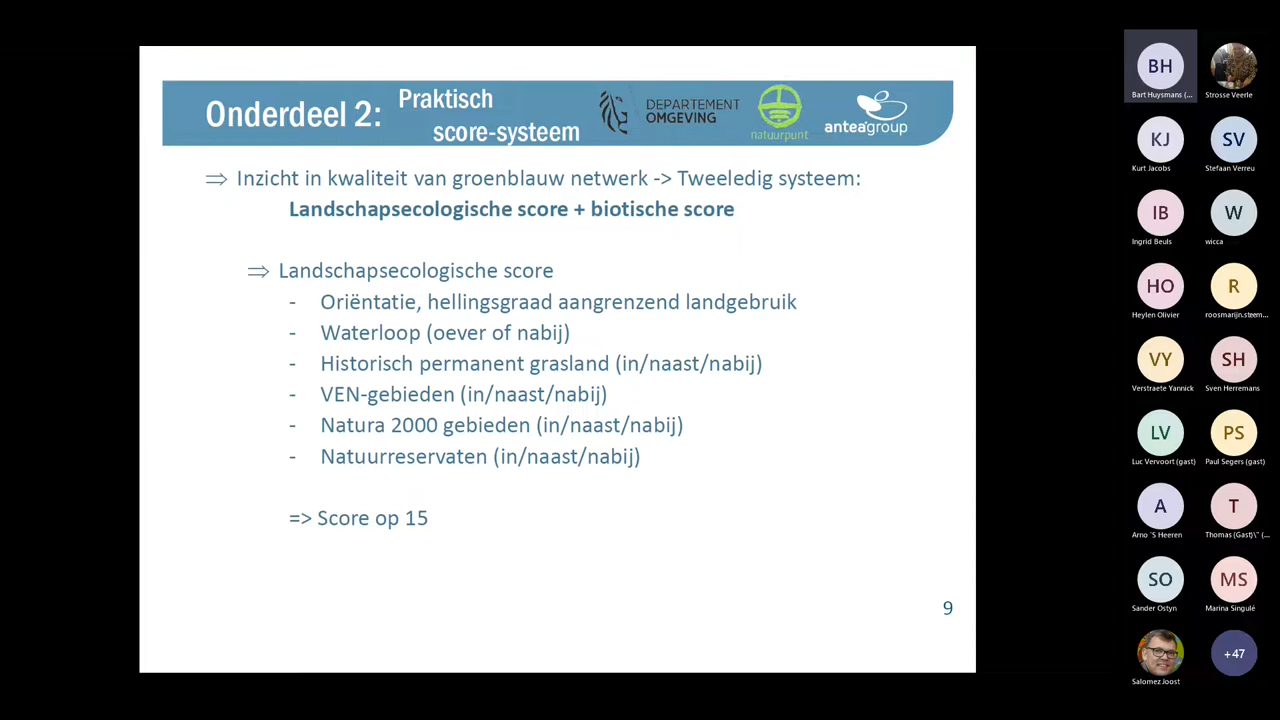 Onderdeel 2:
Praktisch
score-systeem
DEPARTEMENT
OMGEVING
natuurpunt
anteagroup
⇒ Inzicht in kwaliteit van groenblauw netwerk -> Tweeledig systeem:
Landschapsecologische score + biotische score
⇒ Landschapsecologische score
- Oriëntatie, hellingsgraad aangrenzend landgebruik
- Waterloop (oever of nabij)
- Historisch permanent grasland (in/naast/nabij)
- VEN-gebieden (in/naast/nabij)
- Natura 2000 gebieden (in/naast/nabij)
- Natuurreservaten (in/naast/nabij)
=> Score op 15
9
BH
Bart Huysmans (...
Strosse Veerle
KJ
SV
Kurt Jacobs
Stefaan Verreu
IB
W
Ingrid Beuls
wicca
HO
R
Heylen Olivier
roosmarijn.steem...
VY
SH
Verstraete Yannick
Sven Herremans
LV
PS
Luc Vervoort (gast)
Paul Segers (gast)
A
T
Arno ´S Heeren
Thomas (Gast)\" (...
SO
MS
Sander Ostyn
Marina Singulé
+47
Salomez Joost